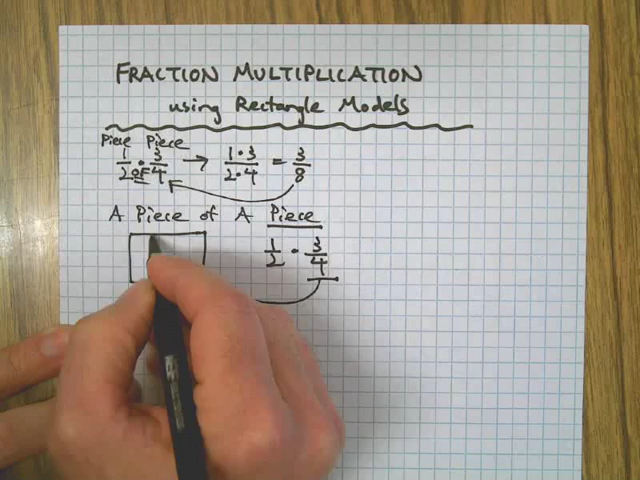 FRACTION MULTIPLICATION
using Rectangle Models
Piece Piece
1/2 of · 3/4 → 1·3/2·4 = 3/8
A Piece of A Piece
1/2 · 3/4